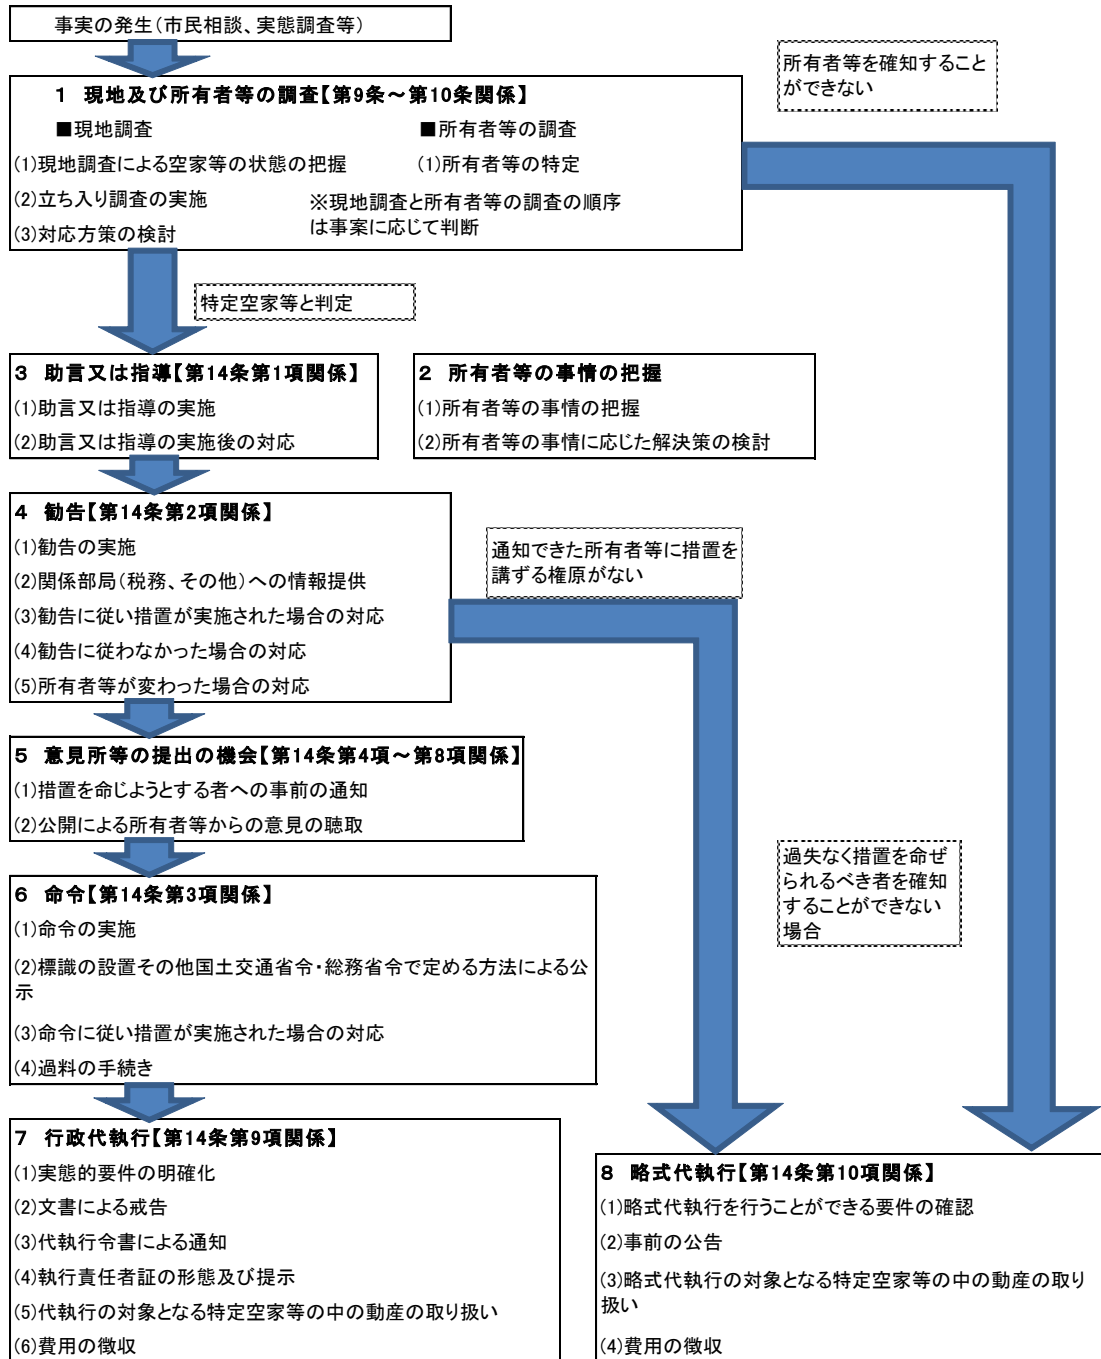 事実の発生(市民相談、実態調査等)
所有者等を確知すること
ができない
1 現地及び所有者等の調査【第9条~第10条関係】
■現地調査
■所有者等の調査
(1)現地調査による空家等の状態の把握
(1)所有者等の特定
(2)立ち入り調査の実施
※現地調査と所有者等の調査の順序
は事案に応じて判断
(3)対応方策の検討
特定空家等と判定
3 助言又は指導【第14条第1項関係】
(1)助言又は指導の実施
(2)助言又は指導の実施後の対応
2 所有者等の事情の把握
(1)所有者等の事情の把握
(2)所有者等の事情に応じた解決策の検討
4 勧告【第14条第2項関係】
(1)勧告の実施
(2)関係部局(税務、その他)への情報提供
(3)勧告に従い措置が実施された場合の対応
(4)勧告に従わなかった場合の対応
(5)所有者等が変わった場合の対応
通知できた所有者等に措置を
講ずる権原がない
5 意見所等の提出の機会【第14条第4項~第8項関係】
(1)措置を命じようとする者への事前の通知
(2)公開による所有者等からの意見の聴取
過失なく措置を命ぜ
られるべき者を確知
することができない
場合
6 命令【第14条第3項関係】
(1)命令の実施
(2)標識の設置その他国土交通省令・総務省令で定める方法による公
示
(3)命令に従い措置が実施された場合の対応
(4)過料の手続き
7 行政代執行【第14条第9項関係】
(1)実態的要件の明確化
(2)文書による戒告
(3)代執行令書による通知
(4)執行責任者証の形態及び提示
(5)代執行の対象となる特定空家等の中の動産の取り扱い
(6)費用の徴収
8 略式代執行【第14条第10項関係】
(1)略式代執行を行うことができる要件の確認
(2)事前の公告
(3)略式代執行の対象となる特定空家等の中の動産の取り
扱い
(4)費用の徴収